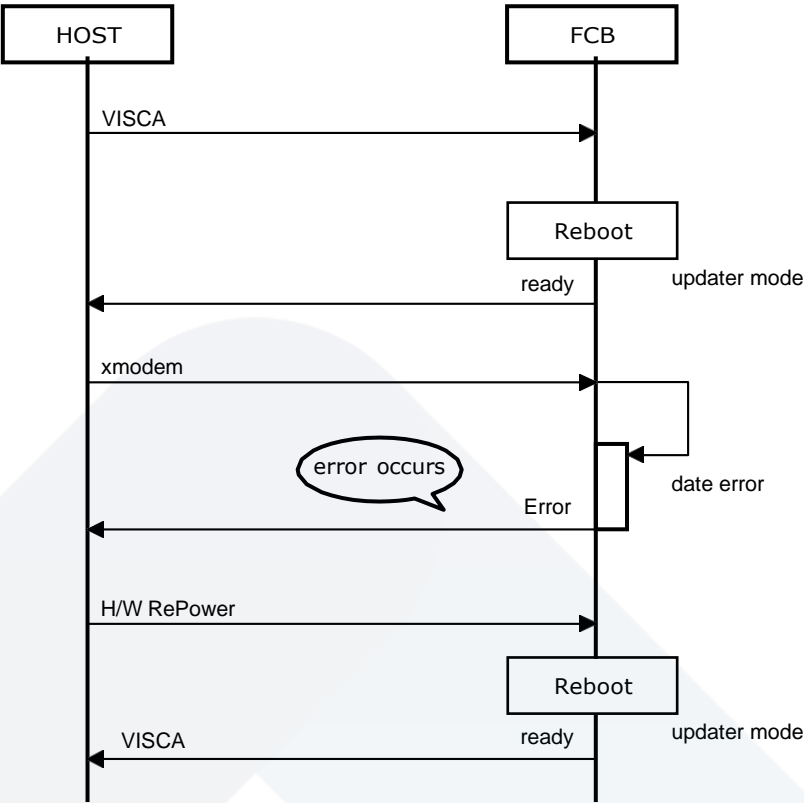 HOST
FCB
VISCA
Reboot
ready
updater mode
xmodem
error occurs
date error
Error
H/W RePower
Reboot
VISCA
ready
updater mode